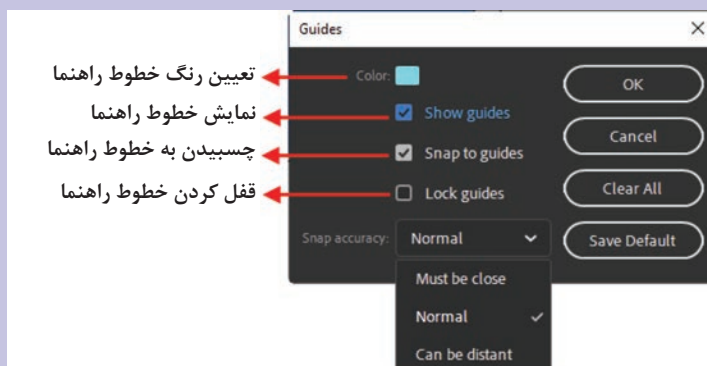 Guides
تعیین رنگ خطوط راهنما
Color:
OK
نمایش خطوط راهنما
Show guides
چسبیدن به خطوط راهنما
Snap to guides
Cancel
قفل کردن خطوط راهنما
Lock guides
Clear All
Snap accuracy: Normal
Save Default
Must be close
Normal
Can be distant